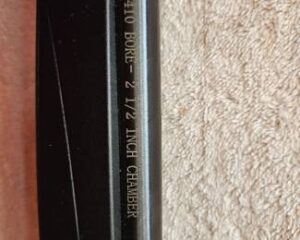 410 BORE- 2 1/2 INCH CHAMBER